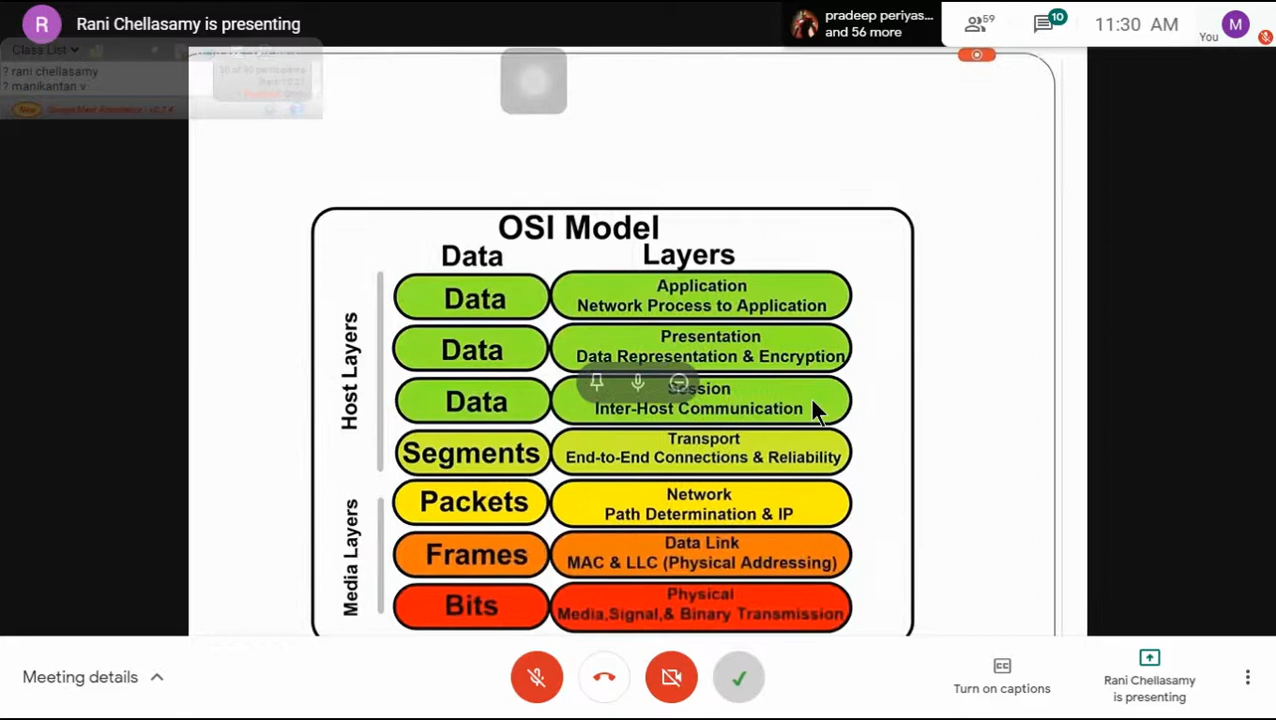 R
Rani Chellasamy is presenting
pradeep periyas...
and 56 more
59
10
11:30 AM
You
M
Class List
? rani chellasamy
? manikantan v
New
OSI Model
Data
Layers
Host Layers
Data
Application
Network Process to Application
Data
Presentation
Data Representation & Encryption
Data
Session
Inter-Host Communication
Segments
Transport
End-to-End Connections & Reliability
Media Layers
Packets
Network
Path Determination & IP
Frames
Data Link
MAC & LLC (Physical Addressing)
Bits
Physical
Media,Signal,& Binary Transmission
Meeting details
Turn on captions
Rani Chellasamy
is presenting